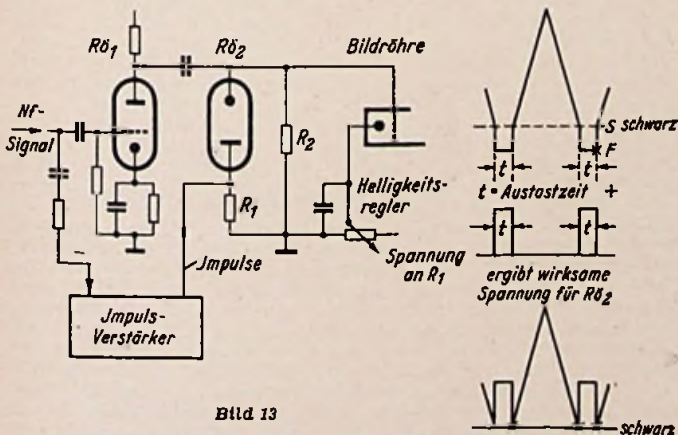 Rö₁
Rö₂
Bildröhre
Nf-
Signal
R₂
R₁
Helligkeits-
regler
Jmpulse
Spannung
an R₁
Jmpuls-
Verstärker
Bild 13
S schwarz
F
t
t
t = Austastzeit +
t
t
ergibt wirksame
Spannung für Rö₂
schwarz